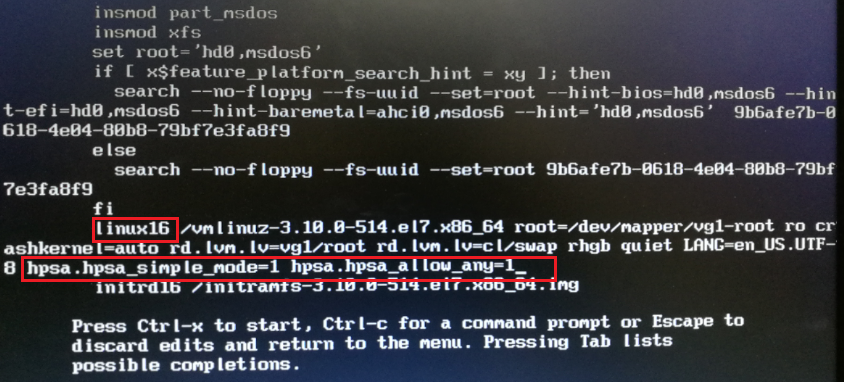 insmod part_msdos
insmod xfs
set root='hd0,msdos6'
if [ x$feature_platform_search_hint = xy ]; then
search --no-floppy --fs-uuid --set=root --hint-bios=hd0,msdos6 --hin
t-efi=hd0,msdos6 --hint-baremetal=ahci0,msdos6 --hint='hd0,msdos6' 9b6afe7b-0
618-4e04-80b8-79bf7e3fa8f9
else
search --no-floppy --fs-uuid --set=root 9b6afe7b-0618-4e04-80b8-79bf
7e3fa8f9
fi
linux16 /vmlinuz-3.10.0-514.el7.x86_64 root=/dev/mapper/vg1-root ro cr
ashkernel=auto rd.lvm.lv=vg1/root rd.lvm.lv=cl/swap rhgb quiet LANG=en_US.UTF-
8 hpsa.hpsa_simple_mode=1 hpsa.hpsa_allow_any=1_
initrd16 /initramfs-3.10.0-514.el7.x86_64.img
Press Ctrl-x to start, Ctrl-c for a command prompt or Escape to
discard edits and return to the menu. Pressing Tab lists
possible completions.